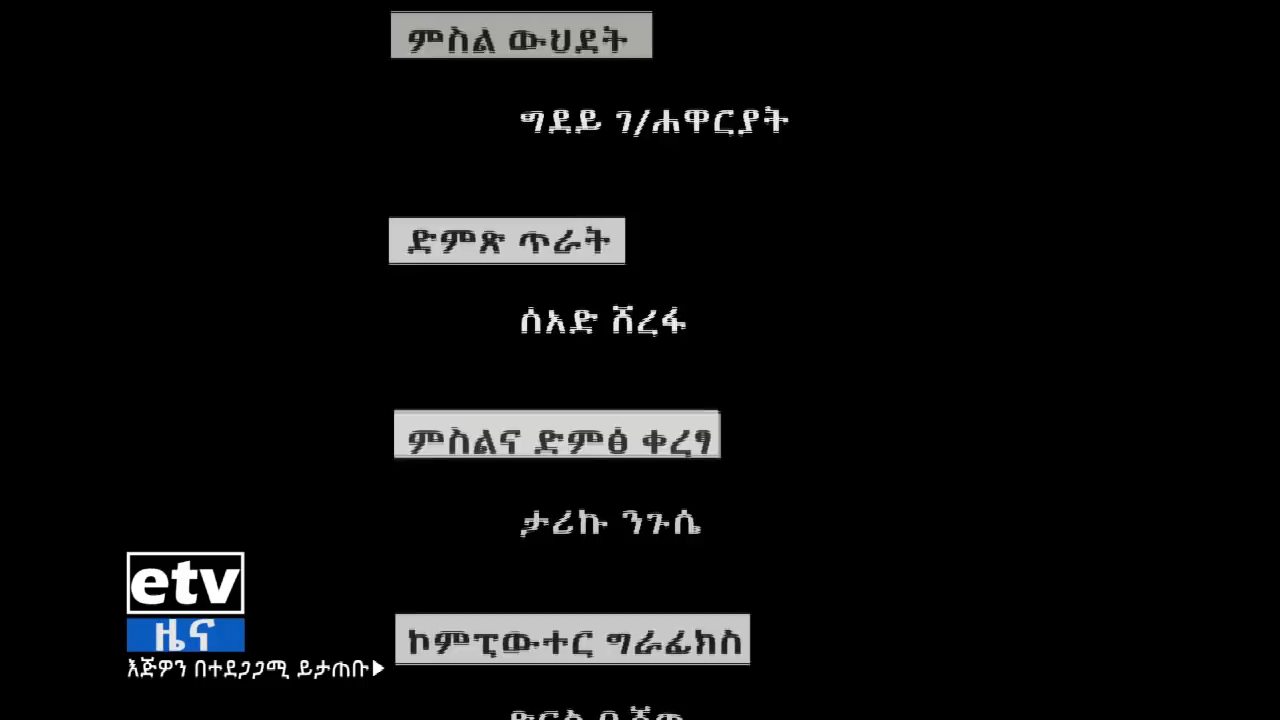 ምስል ውህደት
ግደይ ገ/ሐዋርያት
ድምጽ ጥራት
ሰአድ ሸረፋ
ምስልና ድምፅ ቀረፃ
ታሪኩ ንጉሴ
etv
ዜና
እጅዎን በተደጋጋሚ ይታጠቡ
ኮምፒውተር ግራፊክስ